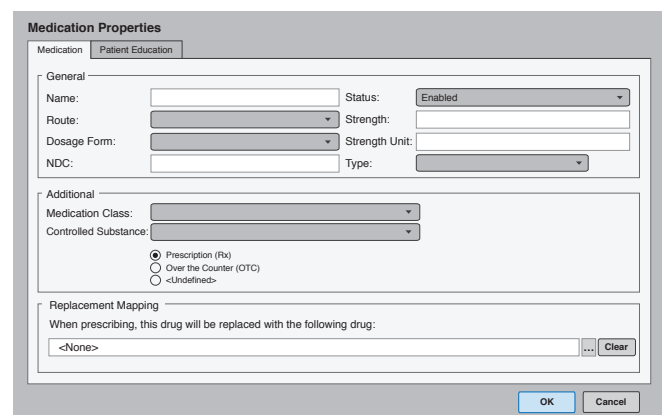 Medication Properties
Medication Patient Education
General
Name: Status: Enabled
Route: Strength:
Dosage Form: Strength Unit:
NDC: Type:
Additional
Medication Class:
Controlled Substance:
Prescription (Rx)
Over the Counter (OTC)
<Undefined>
Replacement Mapping
When prescribing, this drug will be replaced with the following drug:
<None> ... Clear
OK Cancel